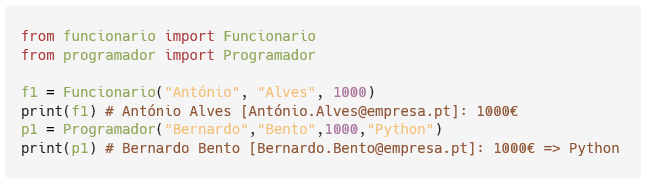 from funcionario import Funcionario
from programador import Programador
f1 = Funcionario("António", "Alves", 1000)
print(f1) # António Alves [António.Alves@empresa.pt]: 1000€
p1 = Programador("Bernardo","Bento",1000,"Python")
print(p1) # Bernardo Bento [Bernardo.Bento@empresa.pt]: 1000€ => Python